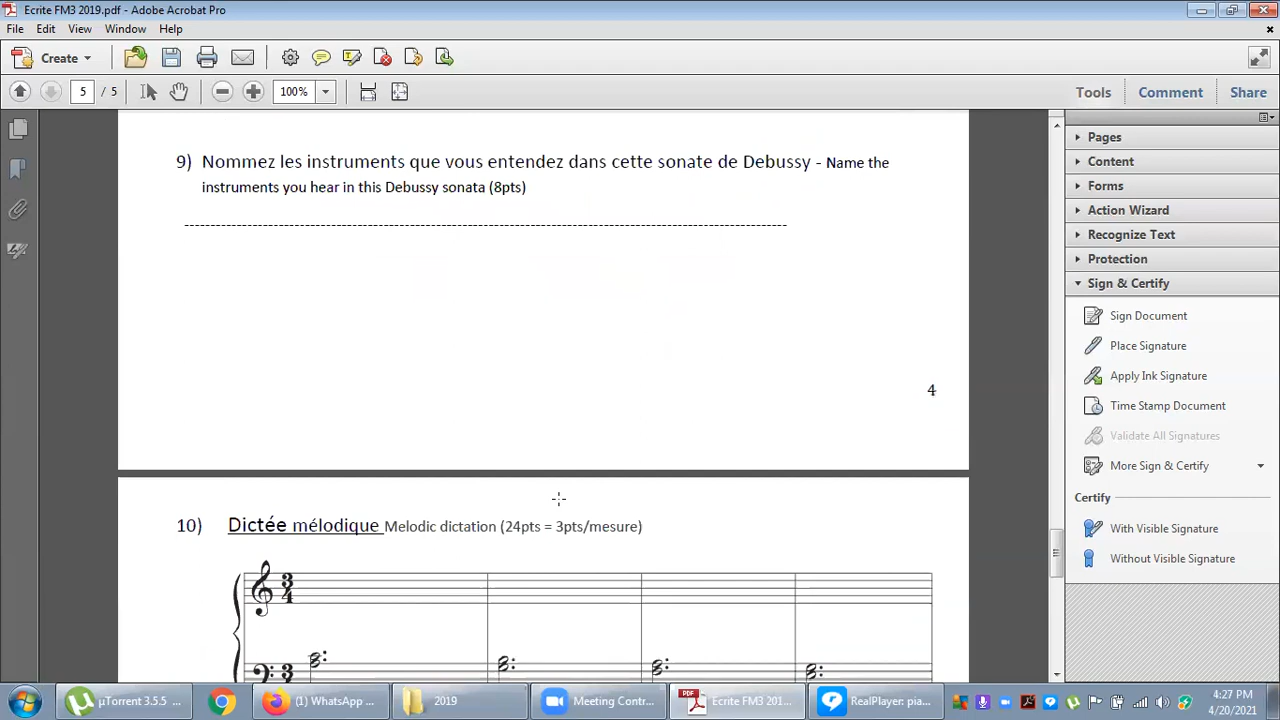 Ecrite FM3 2019.pdf - Adobe Acrobat Pro
File Edit View Window Help
Create
5 / 5 100% Tools Comment Share
9) Nommez les instruments que vous entendez dans cette sonate de Debussy - Name the
instruments you hear in this Debussy sonata (8pts)
4
10) Dictée mélodique Melodic dictation (24pts = 3pts/mesure)
3
4
3
Pages
Content
Forms
Action Wizard
Recognize Text
Protection
Sign & Certify
Sign Document
Place Signature
Apply Ink Signature
Time Stamp Document
Validate All Signatures
More Sign & Certify
Certify
With Visible Signature
Without Visible Signature
µTorrent 3.5.5 ... (1) WhatsApp ... 2019 Meeting Contr... PDF Ecrite FM3 201... RealPlayer: pia... 4:27 PM
4/20/2021